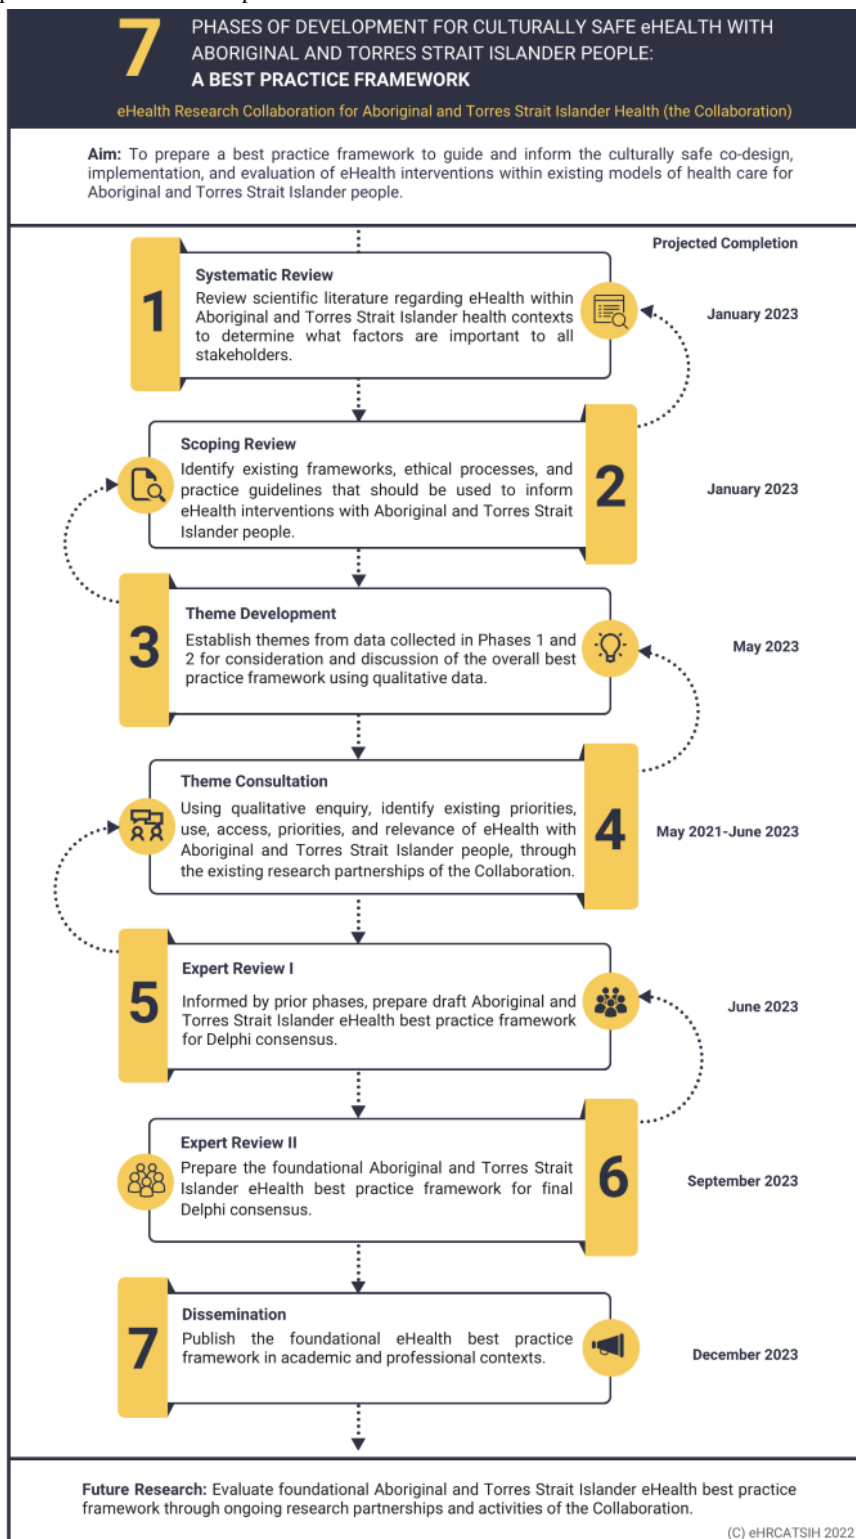 7
PHASES OF DEVELOPMENT FOR CULTURALLY SAFE eHEALTH WITH
ABORIGINAL AND TORRES STRAIT ISLANDER PEOPLE:
A BEST PRACTICE FRAMEWORK
eHealth Research Collaboration for Aboriginal and Torres Strait Islander Health (the Collaboration)
Aim: To prepare a best practice framework to guide and inform the culturally safe co-design,
implementation, and evaluation of eHealth interventions within existing models of health care for
Aboriginal and Torres Strait Islander people.
Projected Completion
1
Systematic Review
Review scientific literature regarding eHealth within
Aboriginal and Torres Strait Islander health contexts
to determine what factors are important to all
stakeholders.
January 2023
Scoping Review
Identify existing frameworks, ethical processes, and
practice guidelines that should be used to inform
eHealth interventions with Aboriginal and Torres Strait
Islander people.
2
January 2023
3
Theme Development
Establish themes from data collected in Phases 1 and
2 for consideration and discussion of the overall best
practice framework using qualitative data.
May 2023
Theme Consultation
Using qualitative enquiry, identify existing priorities,
use, access, priorities, and relevance of eHealth with
Aboriginal and Torres Strait Islander people, through
the existing research partnerships of the Collaboration.
4
May 2021-June 2023
5
Expert Review I
Informed by prior phases, prepare draft Aboriginal and
Torres Strait Islander eHealth best practice framework
for Delphi consensus.
June 2023
Expert Review II
Prepare the foundational Aboriginal and Torres Strait
Islander eHealth best practice framework for final
Delphi consensus.
6
September 2023
7
Dissemination
Publish the foundational eHealth best practice
framework in academic and professional contexts.
December 2023
Future Research: Evaluate foundational Aboriginal and Torres Strait Islander eHealth best practice
framework through ongoing research partnerships and activities of the Collaboration.
(C) eHRCATSIH 2022